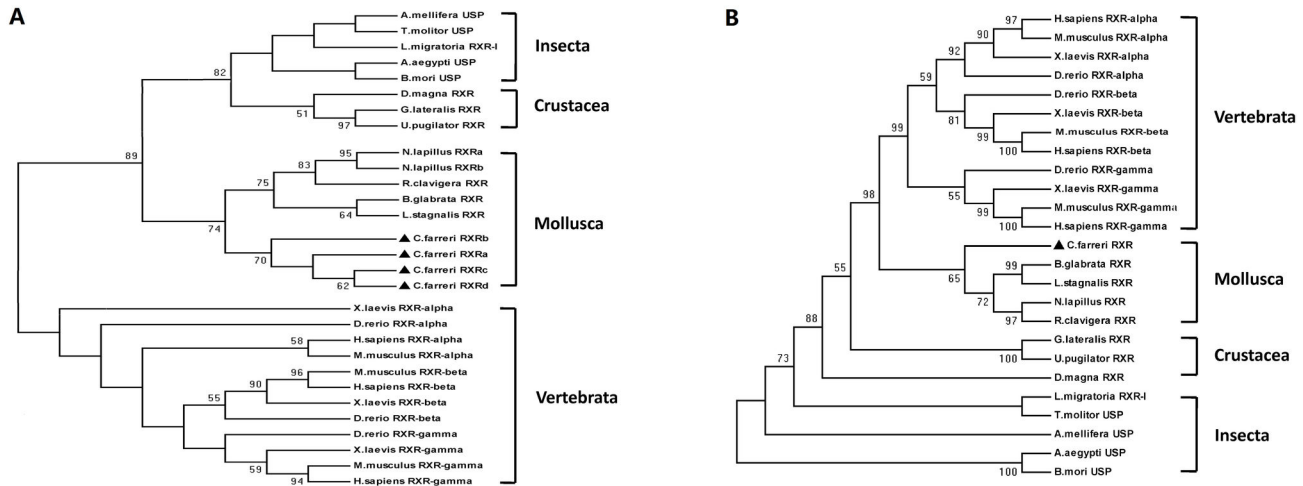 A
A.mellifera USP
T.molitor USP
L.migratoria RXR-I
A.aegypti USP
B.mori USP
Insecta
82
D.magna RXR
G.lateralis RXR
U.pugilator RXR
Crustacea
51
97
89
N.lapillus RXRa
N.lapillus RXRb
R.clavigera RXR
B.glabrata RXR
L.stagnalis RXR
95
83
75
64
74
C.farreri RXRb
C.farreri RXRa
C.farreri RXRc
C.farreri RXRd
70
62
Mollusca
X.laevis RXR-alpha
D.rerio RXR-alpha
H.sapiens RXR-alpha
M.musculus RXR-alpha
58
M.musculus RXR-beta
H.sapiens RXR-beta
X.laevis RXR-beta
D.rerio RXR-beta
96
90
55
D.rerio RXR-gamma
X.laevis RXR-gamma
M.musculus RXR-gamma
H.sapiens RXR-gamma
59
94
Vertebrata
B
H.sapiens RXR-alpha
M.musculus RXR-alpha
X.laevis RXR-alpha
D.rerio RXR-alpha
97
90
92
59
D.rerio RXR-beta
X.laevis RXR-beta
M.musculus RXR-beta
H.sapiens RXR-beta
81
99
100
99
D.rerio RXR-gamma
X.laevis RXR-gamma
M.musculus RXR-gamma
H.sapiens RXR-gamma
55
99
100
Vertebrata
98
C.farreri RXR
B.glabrata RXR
L.stagnalis RXR
N.lapillus RXR
R.clavigera RXR
99
65
72
97
Mollusca
55
G.lateralis RXR
U.pugilator RXR
100
D.magna RXR
Crustacea
88
73
L.migratoria RXR-I
T.molitor USP
A.mellifera USP
A.aegypti USP
B.mori USP
100
Insecta